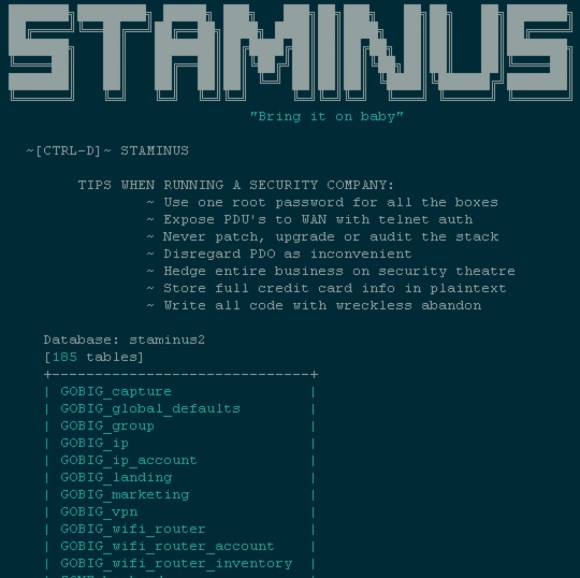 STAMINUS
"Bring it on baby"
~[CTRL-D]~ STAMINUS
TIPS WHEN RUNNING A SECURITY COMPANY:
~ Use one root password for all the boxes
~ Expose PDU's to WAN with telnet auth
~ Never patch, upgrade or audit the stack
~ Disregard PDO as inconvenient
~ Hedge entire business on security theatre
~ Store full credit card info in plaintext
~ Write all code with wreckless abandon
Database: staminus2
[185 tables]
+------------------------------+
| GOBIG_capture |
| GOBIG_global_defaults |
| GOBIG_group |
| GOBIG_ip |
| GOBIG_ip_account |
| GOBIG_landing |
| GOBIG_marketing |
| GOBIG_vpn |
| GOBIG_wifi_router |
| GOBIG_wifi_router_account |
| GOBIG_wifi_router_inventory |